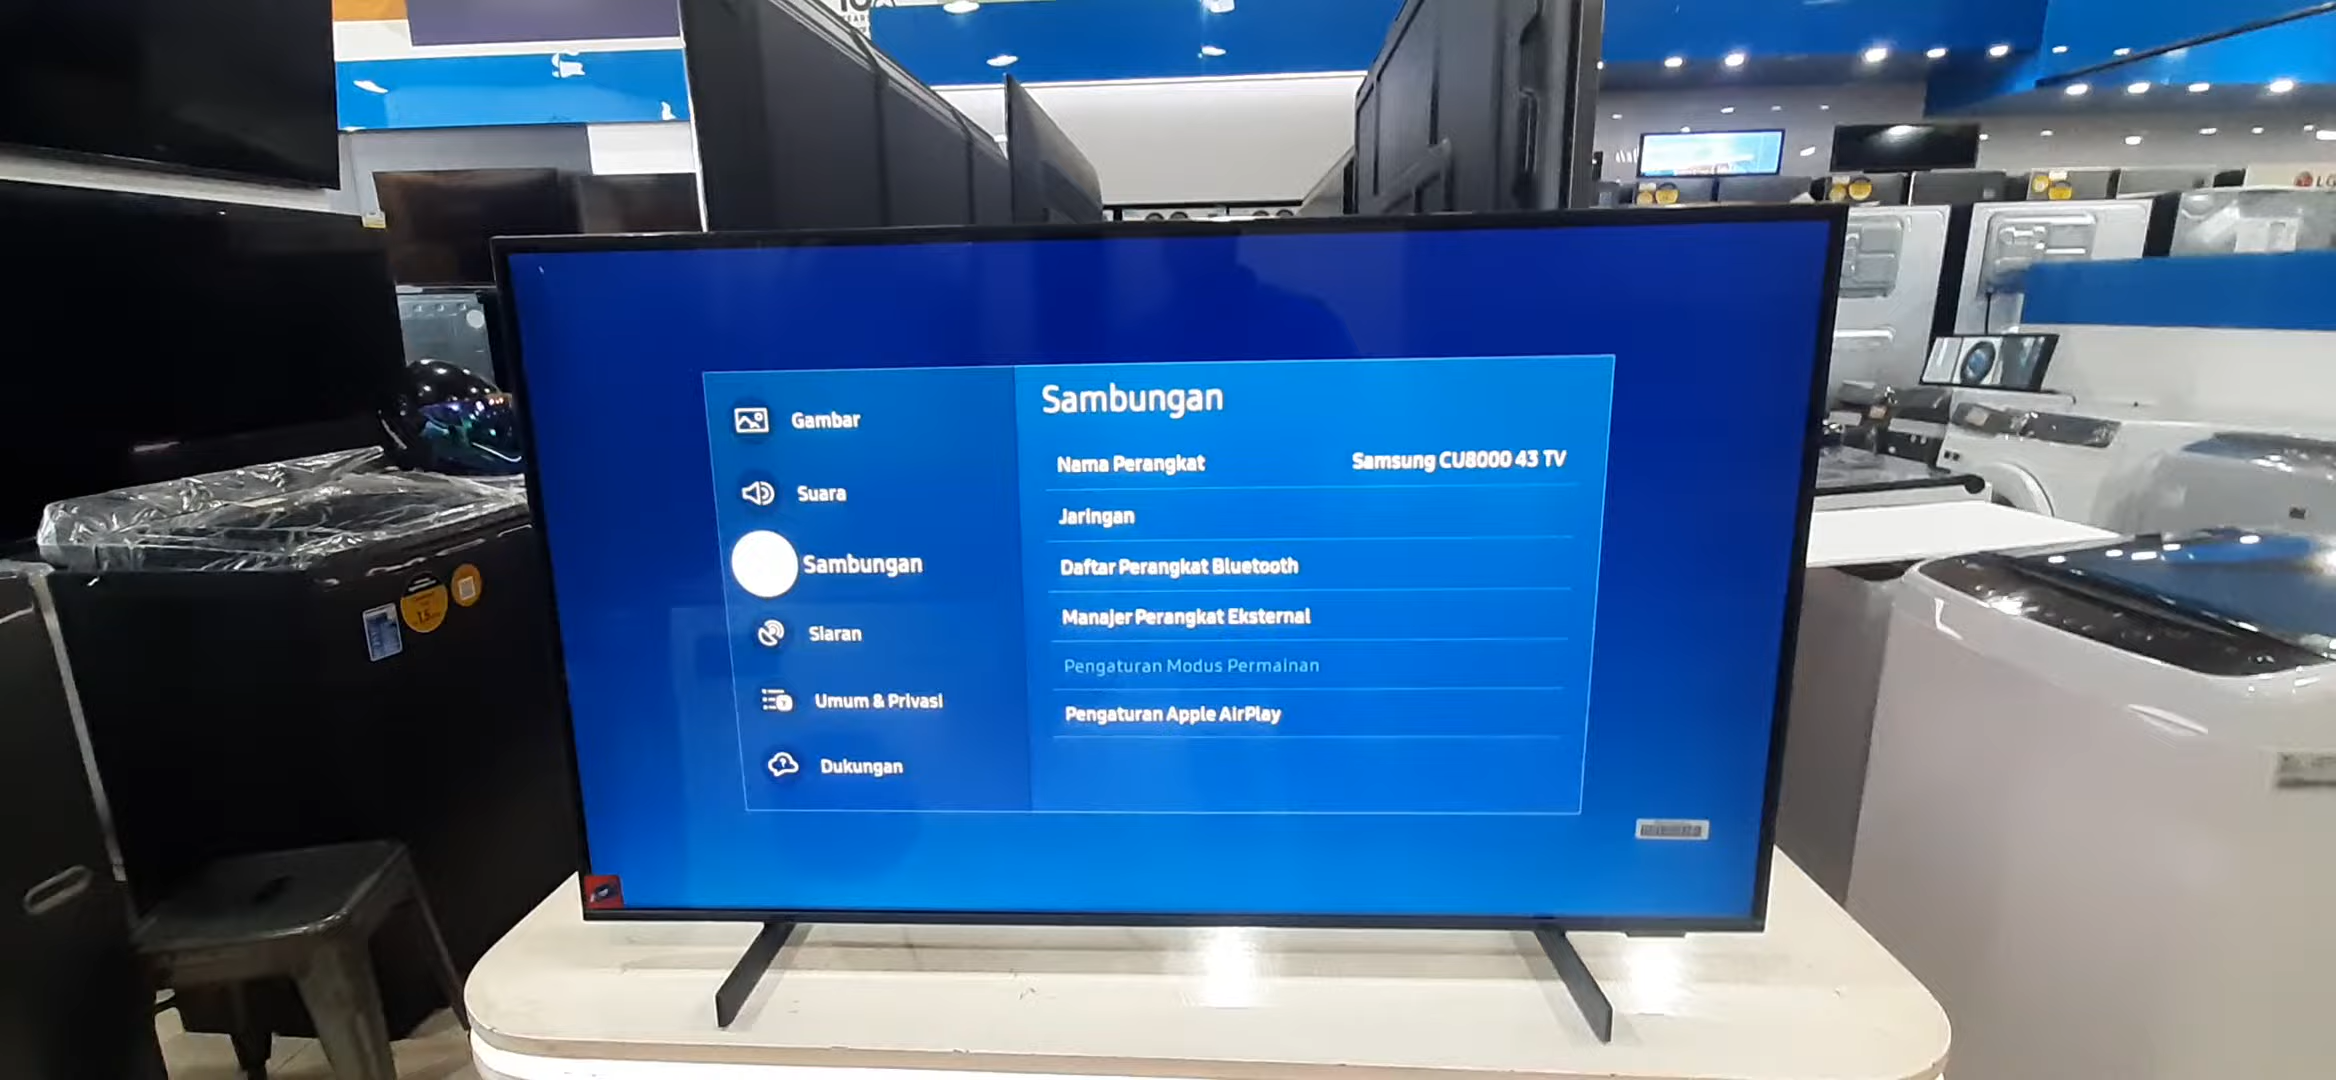 Gambar
Suara
Sambungan
Siaran
Umum & Privasi
Dukungan
Sambungan
Nama Perangkat Samsung CU8000 43 TV
Jaringan
Daftar Perangkat Bluetooth
Manajer Perangkat Eksternal
Pengaturan Modus Permainan
Pengaturan Apple AirPlay
LG